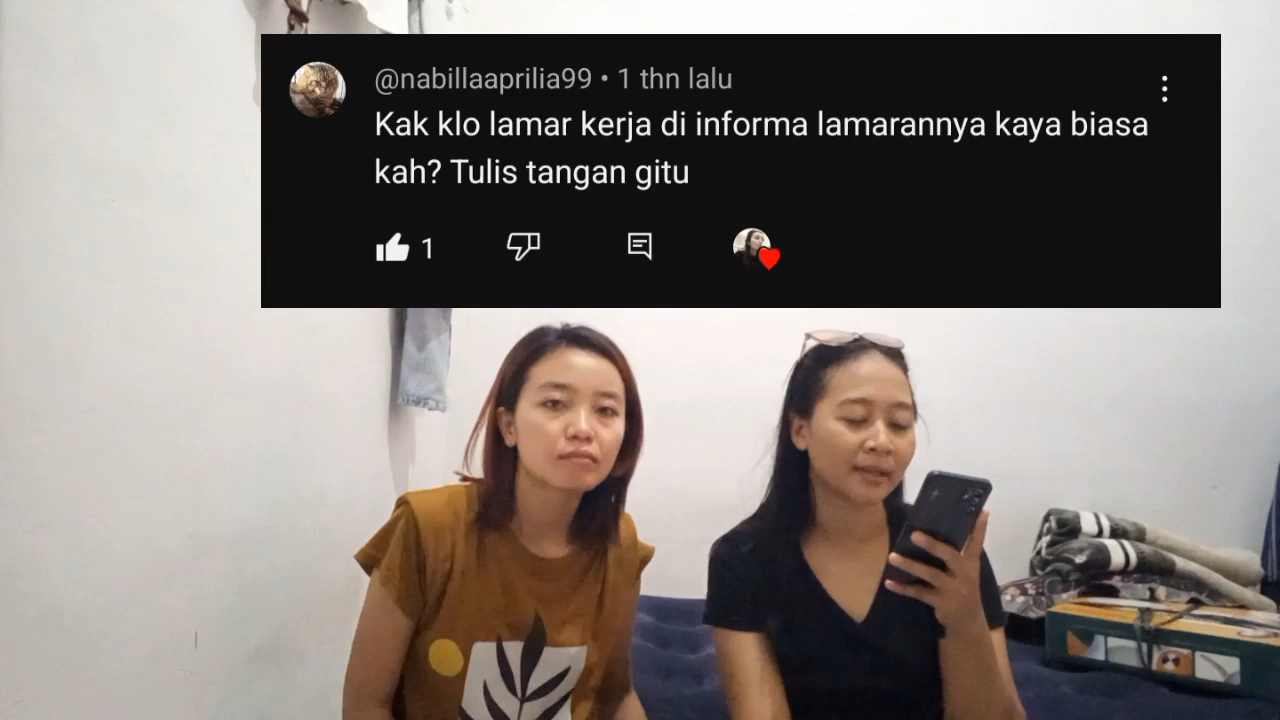 @nabillaaprilia99 • 1 thn lalu
Kak klo lamar kerja di informa lamarannya kaya biasa
kah? Tulis tangan gitu
1